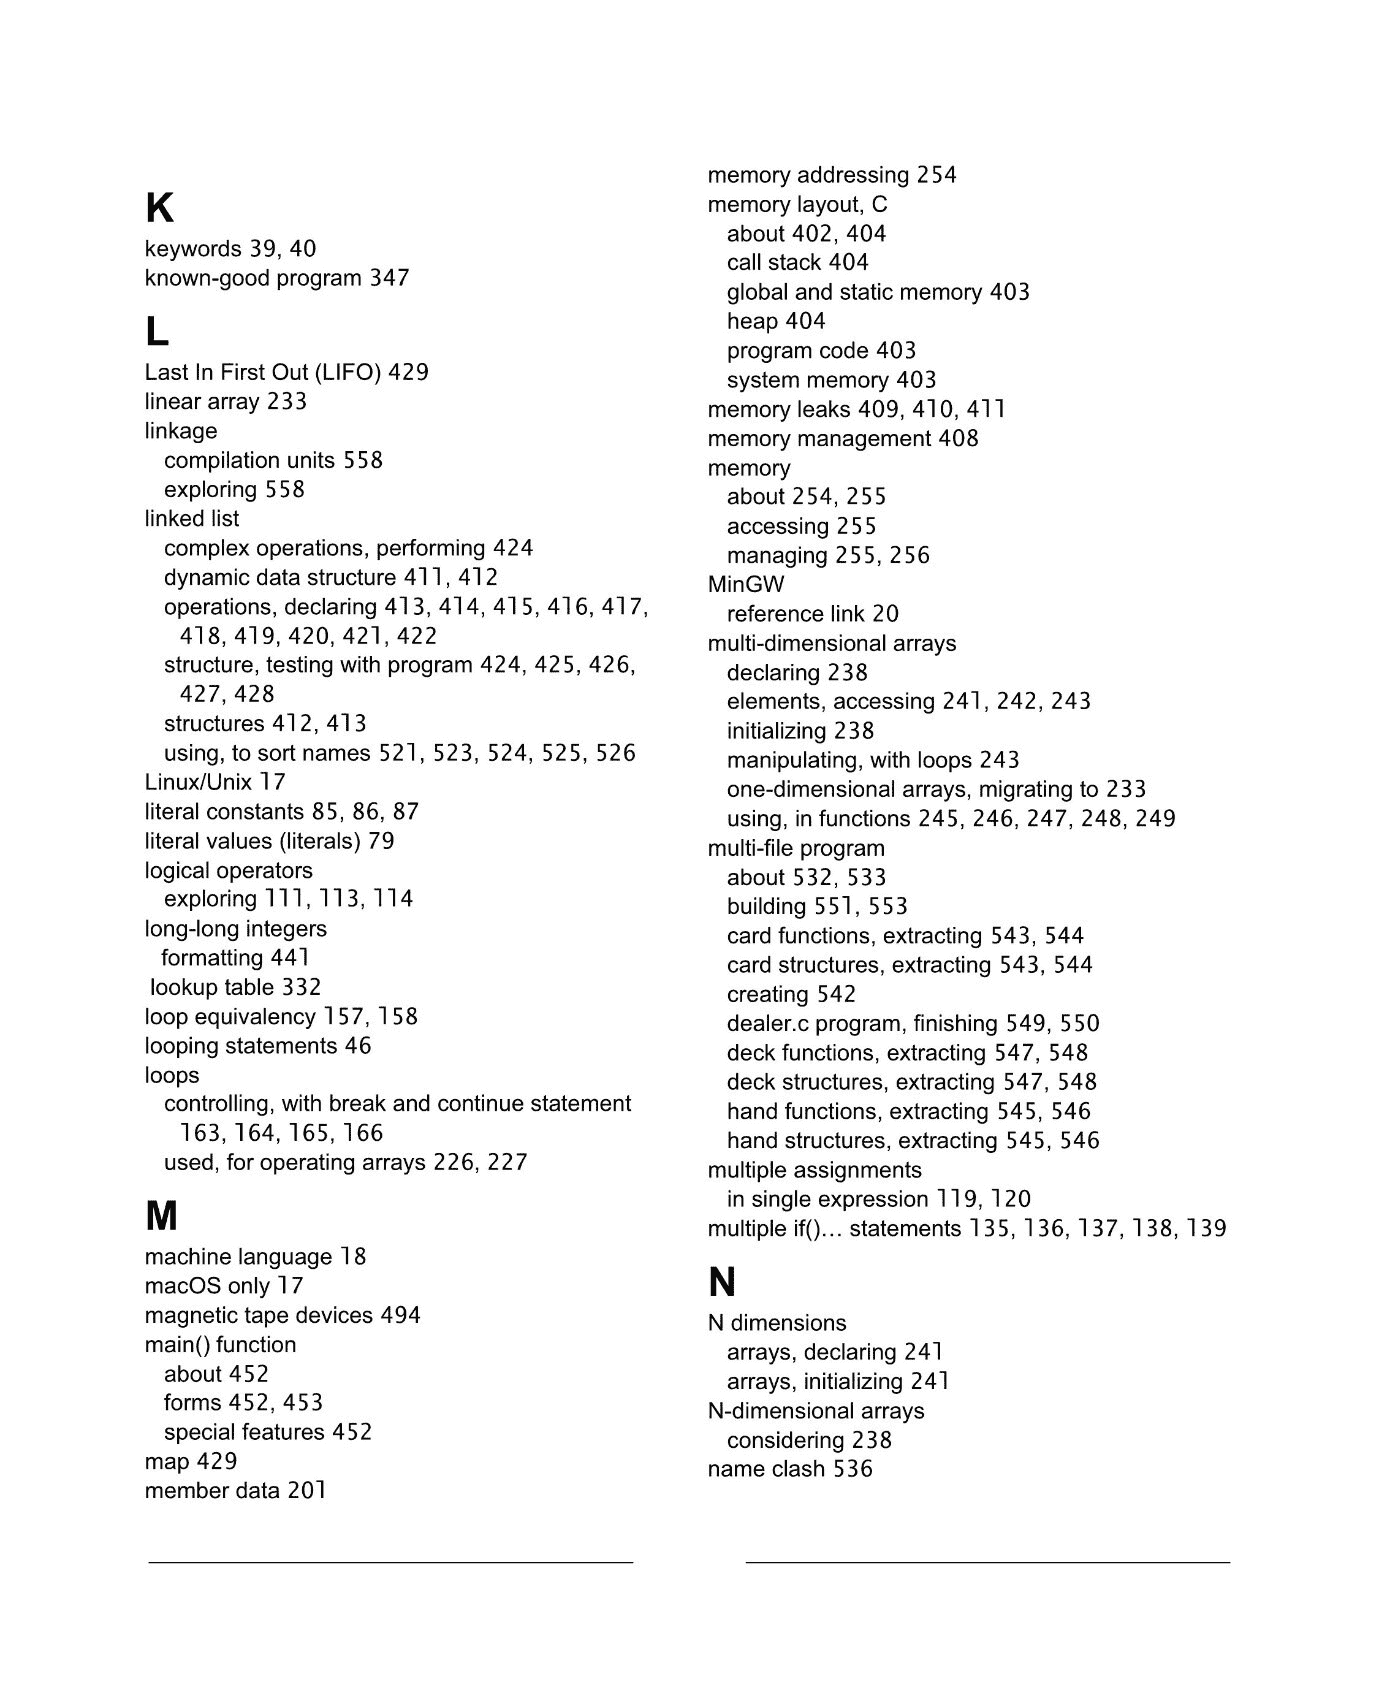 K
keywords 39, 40
known-good program 347
L
Last In First Out (LIFO) 429
linear array 233
linkage
compilation units 558
exploring 558
linked list
complex operations, performing 424
dynamic data structure 411, 412
operations, declaring 413, 414, 415, 416, 417,
418, 419, 420, 421, 422
structure, testing with program 424, 425, 426,
427, 428
structures 412, 413
using, to sort names 521, 523, 524, 525, 526
Linux/Unix 17
literal constants 85, 86, 87
literal values (literals) 79
logical operators
exploring 111, 113, 114
long-long integers
formatting 441
lookup table 332
loop equivalency 157, 158
looping statements 46
loops
controlling, with break and continue statement
163, 164, 165, 166
used, for operating arrays 226, 227
M
machine language 18
macOS only 17
magnetic tape devices 494
main() function
about 452
forms 452, 453
special features 452
map 429
member data 201
memory addressing 254
memory layout, C
about 402, 404
call stack 404
global and static memory 403
heap 404
program code 403
system memory 403
memory leaks 409, 410, 411
memory management 408
memory
about 254, 255
accessing 255
managing 255, 256
MinGW
reference link 20
multi-dimensional arrays
declaring 238
elements, accessing 241, 242, 243
initializing 238
manipulating, with loops 243
one-dimensional arrays, migrating to 233
using, in functions 245, 246, 247, 248, 249
multi-file program
about 532, 533
building 551, 553
card functions, extracting 543, 544
card structures, extracting 543, 544
creating 542
dealer.c program, finishing 549, 550
deck functions, extracting 547, 548
deck structures, extracting 547, 548
hand functions, extracting 545, 546
hand structures, extracting 545, 546
multiple assignments
in single expression 119, 120
multiple if()… statements 135, 136, 137, 138, 139
N
N dimensions
arrays, declaring 241
arrays, initializing 241
N-dimensional arrays
considering 238
name clash 536